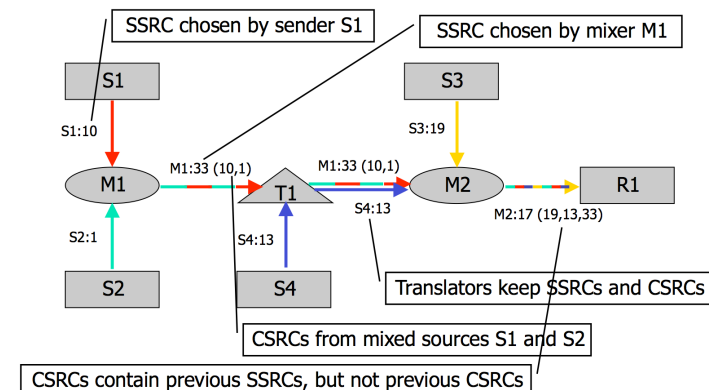 SSRC chosen by sender S1
SSRC chosen by mixer M1
S1
S3
S1:10
S3:19
M1:33 (10,1)
M1:33 (10,1)
M1
T1
M2
R1
S2:1
S4:13
S4:13
M2:17 (19,13,33)
S2
S4
Translators keep SSRCs and CSRCs
CSRCs from mixed sources S1 and S2
CSRCs contain previous SSRCs, but not previous CSRCs